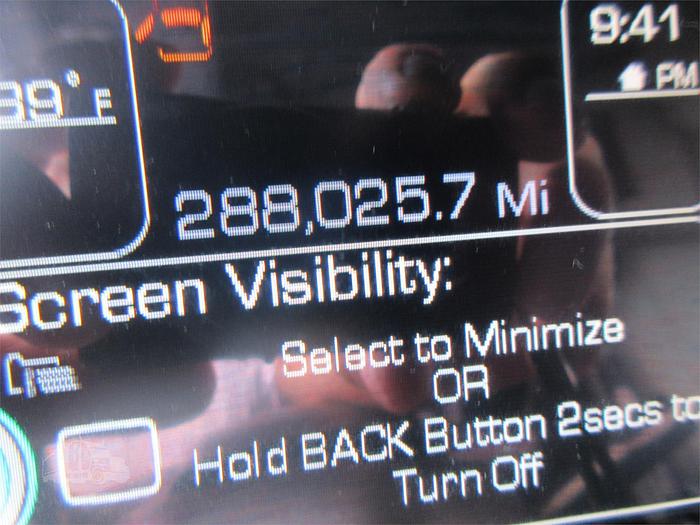 9:41
PM
89° F
288,025.7 Mi
Screen Visibility:
Select to Minimize
OR
Hold BACK Button 2secs to
Turn Off